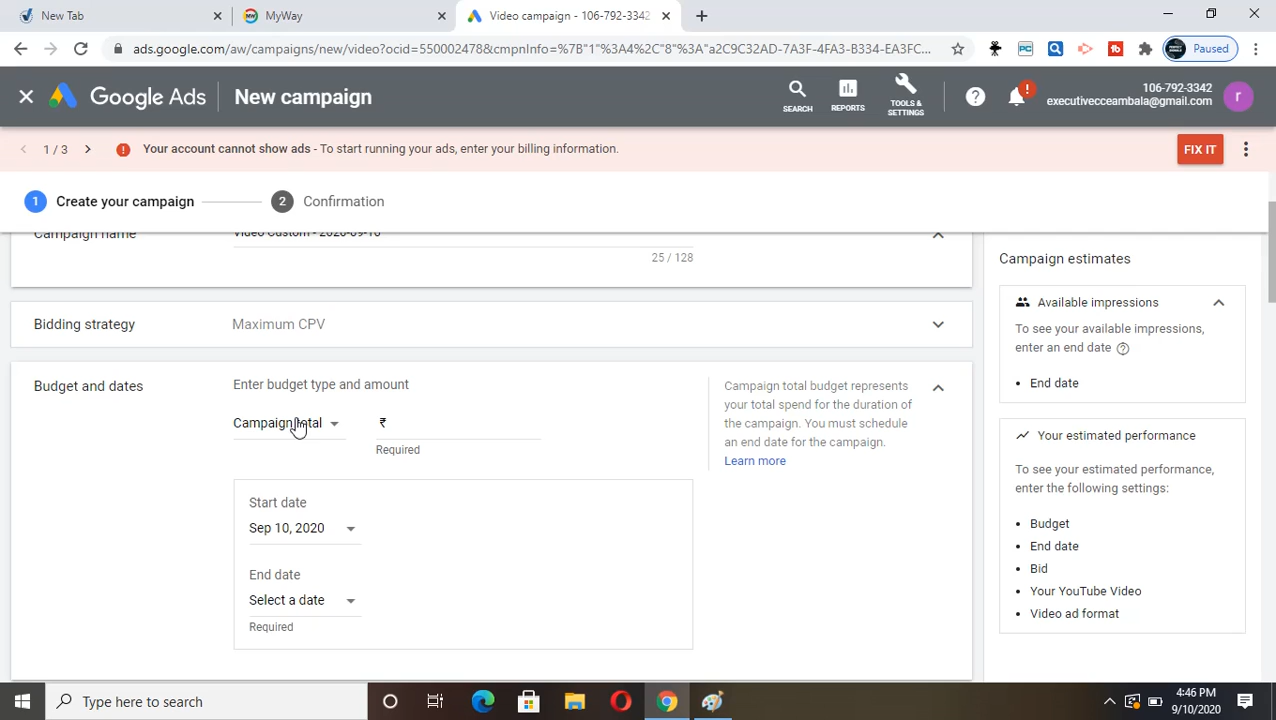 New Tab
MyWay
Video campaign - 106-792-3342
ads.google.com/aw/campaigns/new/video?ocid=550002478&cmpnInfo=%7B"1"%3A4%2C"8"%3A"a2C9C32AD-7A3F-4FA3-B334-EA3FC...
PC
Paused
Google Ads
New campaign
SEARCH
REPORTS
TOOLS & SETTINGS
106-792-3342
executivecceambala@gmail.com
r
1 / 3
Your account cannot show ads - To start running your ads, enter your billing information.
FIX IT
1 Create your campaign
2 Confirmation
Campaign name
Video Custom - 2020-09-10
25 / 128
Bidding strategy
Maximum CPV
Budget and dates
Enter budget type and amount
Campaign total
₹
Required
Campaign total budget represents
your total spend for the duration of
the campaign. You must schedule
an end date for the campaign.
Learn more
Start date
Sep 10, 2020
End date
Select a date
Required
Campaign estimates
Available impressions
To see your available impressions,
enter an end date
• End date
Your estimated performance
To see your estimated performance,
enter the following settings:
• Budget
• End date
• Bid
• Your YouTube Video
• Video ad format
Type here to search
4:46 PM
9/10/2020